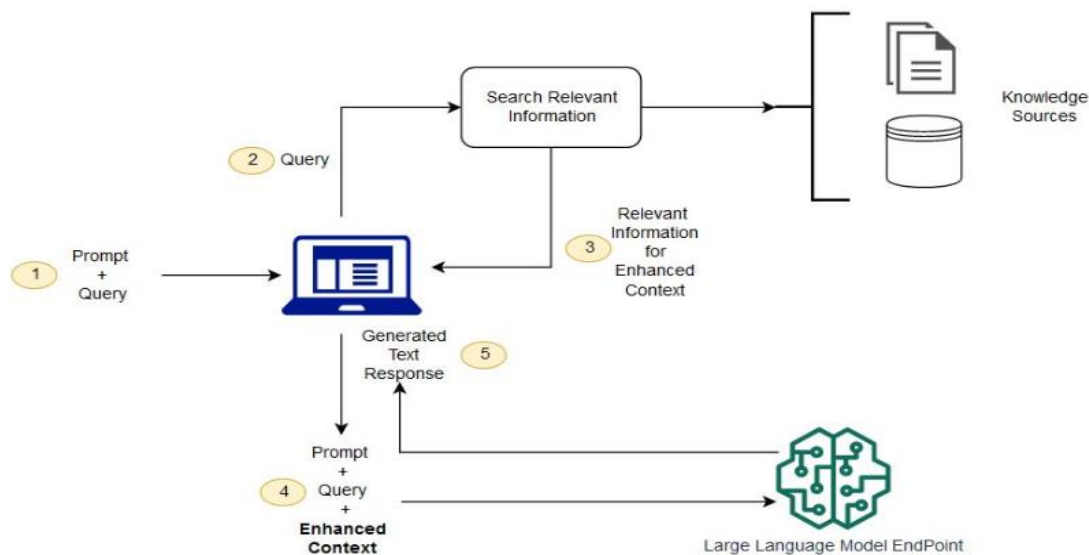 Search Relevant
Information
Knowledge
Sources
2
Query
Relevant
Information
for
Enhanced
Context
3
1
Prompt
+
Query
Generated
Text
Response
5
Prompt
+
Query
+
Enhanced
Context
4
Large Language Model EndPoint